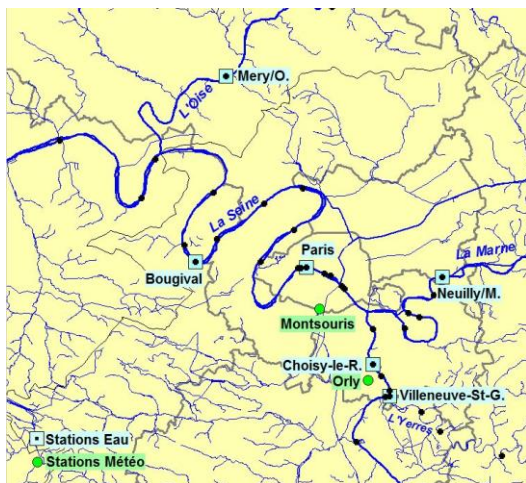 Mery/O.
L'Oise
La Seine
Paris
La Marne
Bougival
Neuilly/M.
Montsouris
Choisy-le-R.
Orly
Villeneuve-St-G.
L'Yerres
Stations Eau
Stations Météo